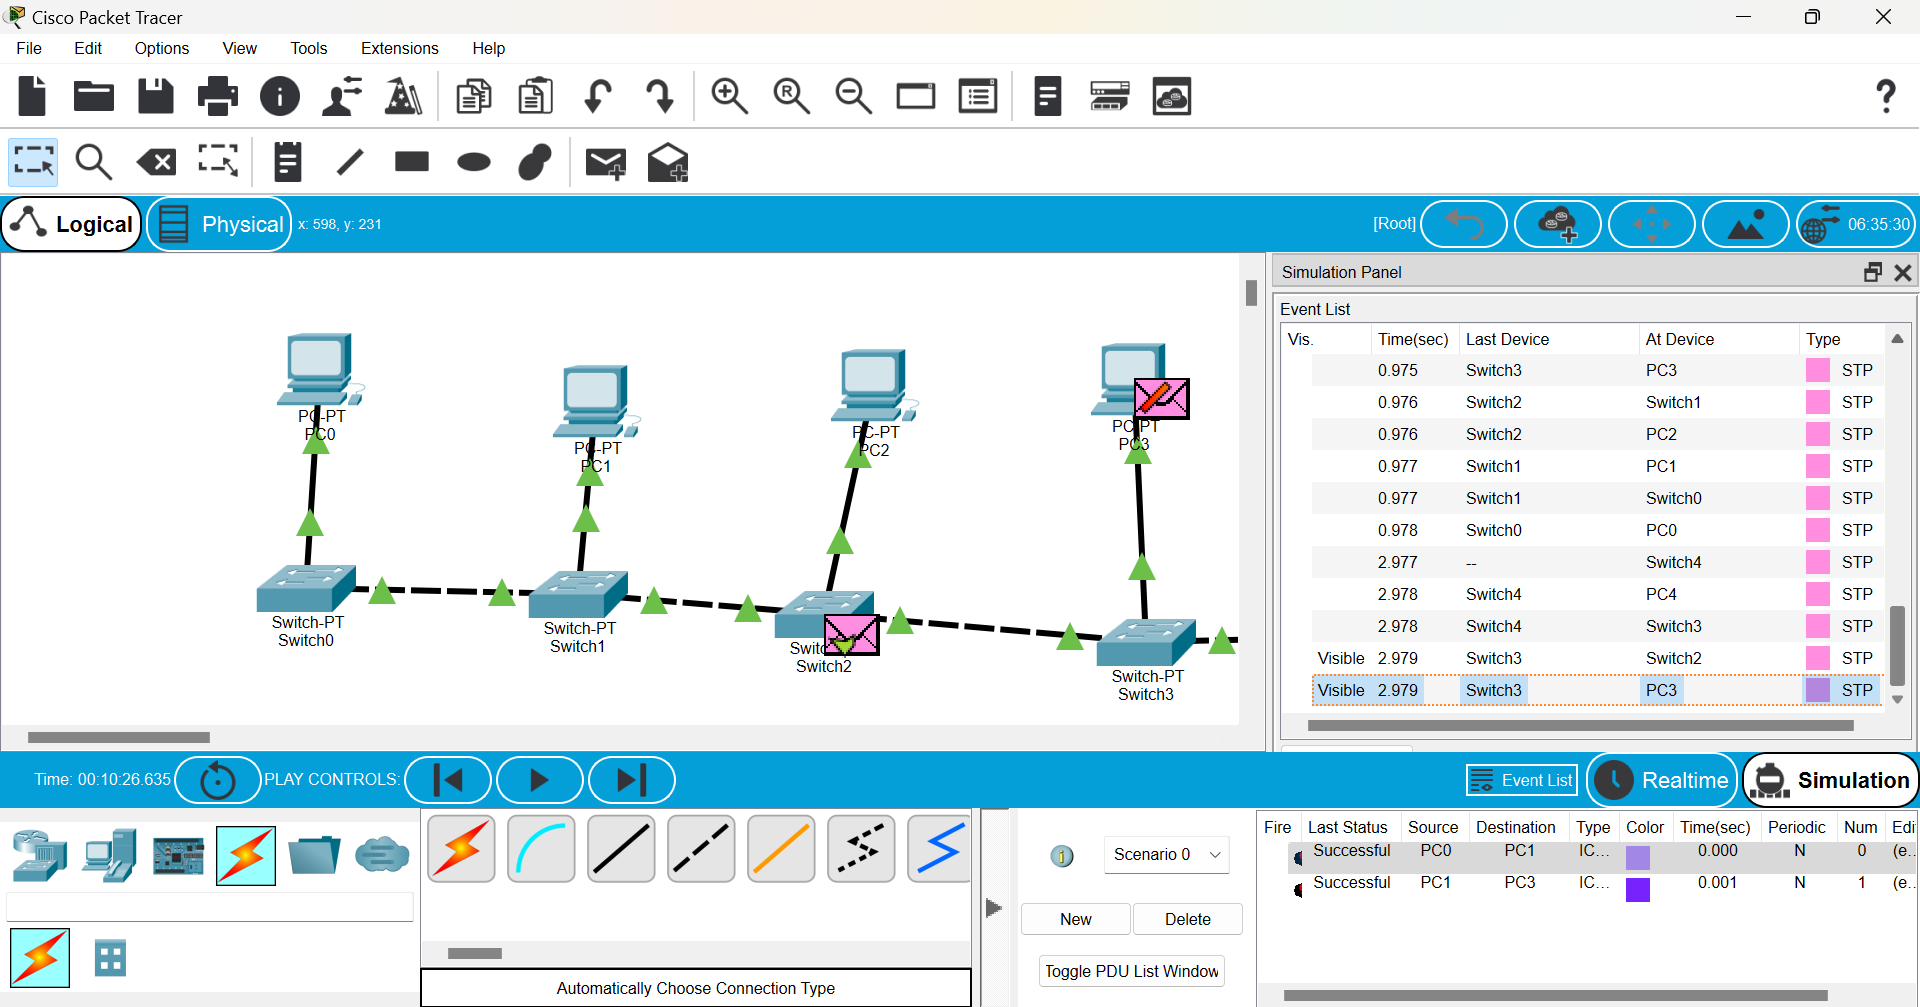 Cisco Packet Tracer
File Edit Options View Tools Extensions Help
Logical Physical x: 598, y: 231 [Root] 06:35:30
Simulation Panel
Event List
Vis. Time(sec) Last Device At Device Type
0.975 Switch3 PC3 STP
0.976 Switch2 Switch1 STP
0.976 Switch2 PC2 STP
0.977 Switch1 PC1 STP
0.977 Switch1 Switch0 STP
0.978 Switch0 PC0 STP
2.977 -- Switch4 STP
2.978 Switch4 PC4 STP
2.978 Switch4 Switch3 STP
Visible 2.979 Switch3 Switch2 STP
Visible 2.979 Switch3 PC3 STP
PC-PT
PC0
PC-PT
PC1
PC-PT
PC2
PC-PT
PC3
Switch-PT
Switch0
Switch-PT
Switch1
Switch2
Switch-PT
Switch3
Time: 00:10:26.635 PLAY CONTROLS: Event List Realtime Simulation
Automatically Choose Connection Type
Scenario 0
New Delete
Toggle PDU List Window
Fire Last Status Source Destination Type Color Time(sec) Periodic Num Edi
Successful PC0 PC1 IC... 0.000 N 0 (e...
Successful PC1 PC3 IC... 0.001 N 1 (e...